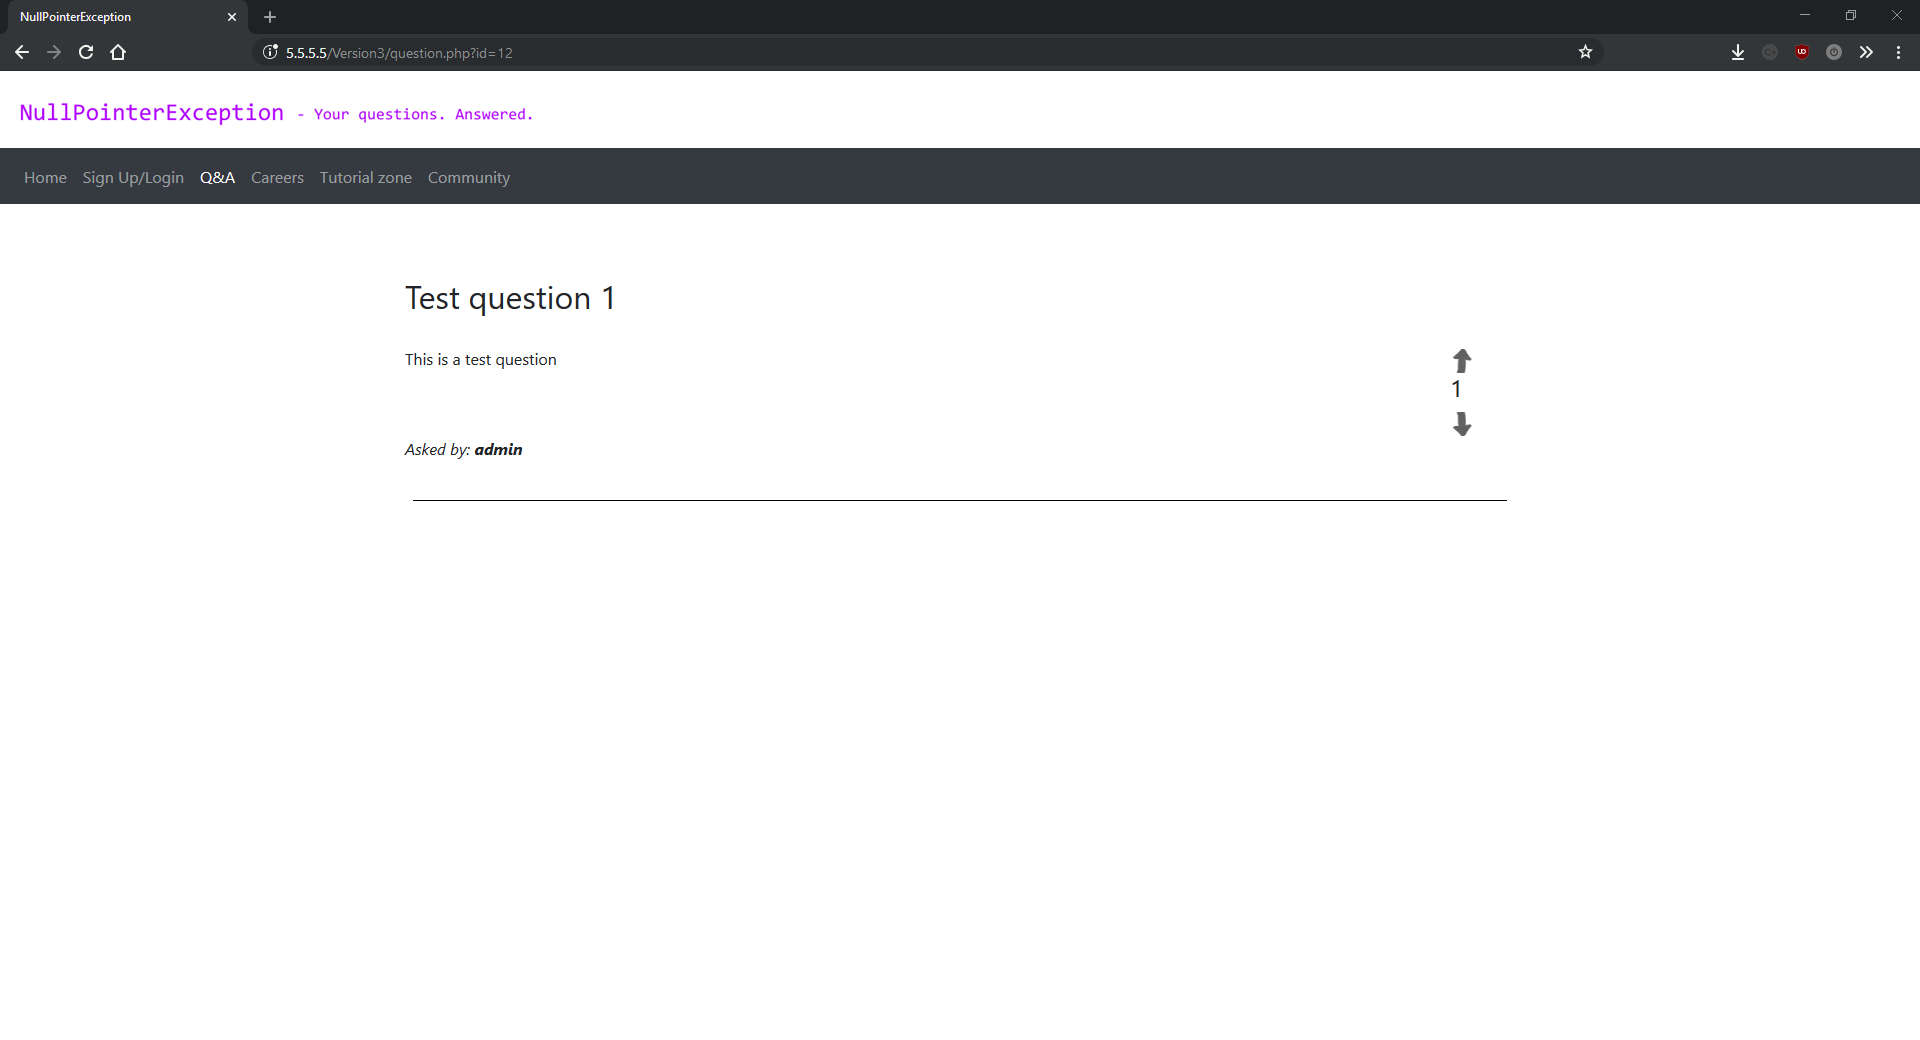 NullPointerException
5.5.5.5/Version3/question.php?id=12
NullPointerException - Your questions. Answered.
Home Sign Up/Login Q&A Careers Tutorial zone Community
Test question 1
This is a test question
1
Asked by: admin